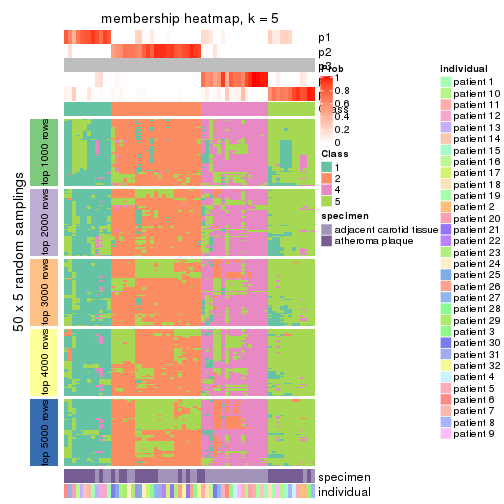 membership heatmap, k = 5
p1
p2
p3
Prob
1
0.8
0.6
0.4
0.2
0
Class
1
2
4
5
specimen
adjacent carotid tissue
atheroma plaque
individual
patient 1
patient 10
patient 11
patient 12
patient 13
patient 14
patient 15
patient 16
patient 17
patient 18
patient 19
patient 2
patient 20
patient 21
patient 22
patient 23
patient 24
patient 25
patient 26
patient 27
patient 28
patient 29
patient 3
patient 30
patient 31
patient 32
patient 4
patient 5
patient 6
patient 7
patient 8
patient 9
50 x 5 random samplings
top 1000 rows
top 2000 rows
top 3000 rows
top 4000 rows
top 5000 rows
specimen
individual